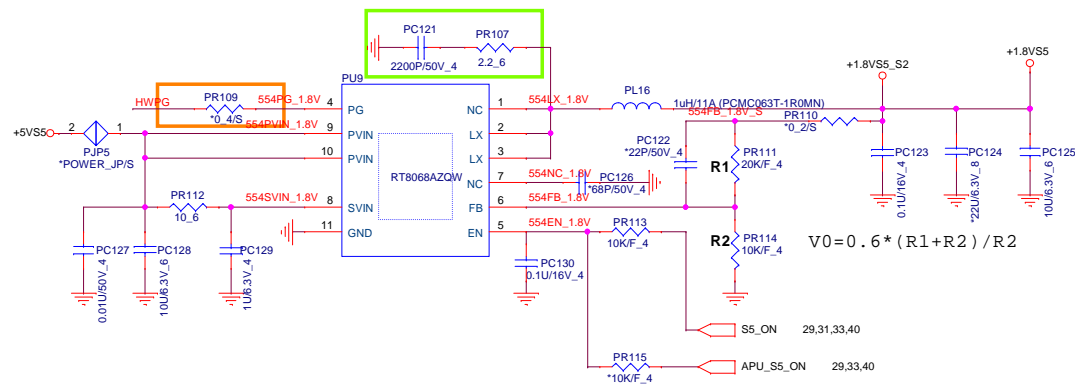 PC121
PR107
2200P/50V_4
2.2_6
+1.8VS5_S2
+1.8VS5
PU9
HWPG
PR109
*0_4/S
554PG_1.8V
4
PG
NC
1
554LX_1.8V
PL16
1uH/11A (PCMC063T-1R0MN)
+5VS5
2
1
PJP5
*POWER_JP/S
554PVIN_1.8V
9
PVIN
LX
2
554FB_1.8V_S
PR110
*0_2/S
10
PVIN
LX
3
PC122
*22P/50V_4
R1
PR111
20K/F_4
RT8068AZQW
NC
7
554NC_1.8V
PC126
*68P/50V_4
PC123
0.1U/16V_4
PC124
*22U/6.3V_8
PC125
10U/6.3V_6
PR112
10_6
554SVIN_1.8V
8
SVIN
FB
6
554FB_1.8V
11
GND
EN
5
554EN_1.8V
PR113
10K/F_4
R2
PR114
10K/F_4
V0=0.6*(R1+R2)/R2
PC127
0.01U/50V_4
PC128
10U/6.3V_6
PC129
1U/6.3V_4
PC130
0.1U/16V_4
S5_ON
29,31,33,40
PR115
*10K/F_4
APU_S5_ON
29,33,40